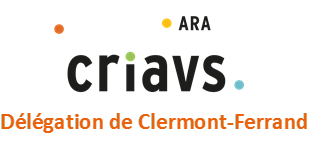 ARA
criavs
Délégation de Clermont-Ferrand